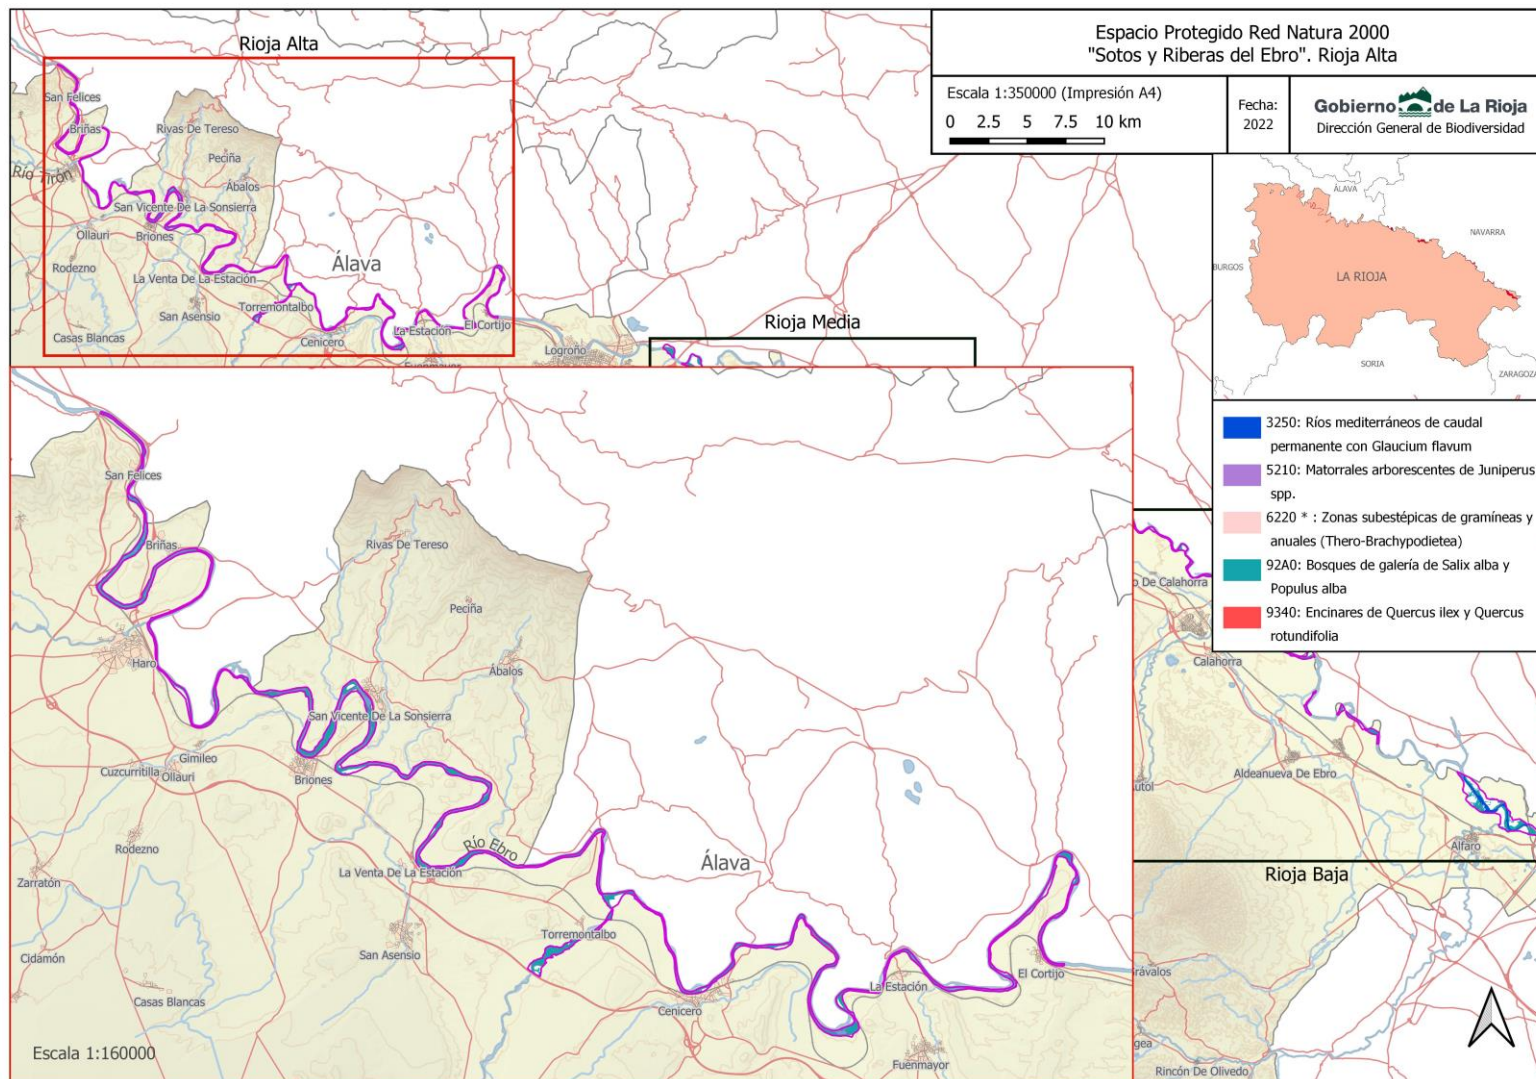 Espacio Protegido Red Natura 2000
"Sotos y Riberas del Ebro". Rioja Alta
Escala 1:350000 (Impresión A4)
0 2.5 5 7.5 10 km
Fecha:
2022
Gobierno de La Rioja
Dirección General de Biodiversidad
Rioja Alta
San Felices
Briñas
Rivas De Tereso
Peciña
Río Tirón
Ábalos
San Vicente De La Sonsierra
Ollauri
Briones
Rodezno
La Venta De La Estación
Álava
San Asensio
Torremontalbo
Casas Blancas
Cenicero
La Estación
El Cortijo
Fuenmayor
Logroño
Rioja Media
ÁLAVA
NAVARRA
BURGOS
LA RIOJA
SORIA
ZARAGOZA
3250: Ríos mediterráneos de caudal
permanente con Glaucium flavum
5210: Matorrales arborescentes de Juniperus
spp.
6220 * : Zonas subestépicas de gramíneas y
anuales (Thero-Brachypodietea)
92A0: Bosques de galería de Salix alba y
Populus alba
9340: Encinares de Quercus ilex y Quercus
rotundifolia
San Felices
Briñas
Rivas De Tereso
Peciña
Haro
Ábalos
San Vicente De La Sonsierra
Gimileo
Cuzcurritilla
Ollauri
Briones
Rodezno
Río Ebro
Zarratón
La Venta De La Estación
Álava
Torremontalbo
San Asensio
Cidamón
El Cortijo
La Estación
Casas Blancas
Cenicero
Fuenmayor
Escala 1:160000
o De Calahorra
Calahorra
Aldeanueva De Ebro
utol
Alfaro
Rioja Baja
rávalos
gea
Rincón De Olivedo